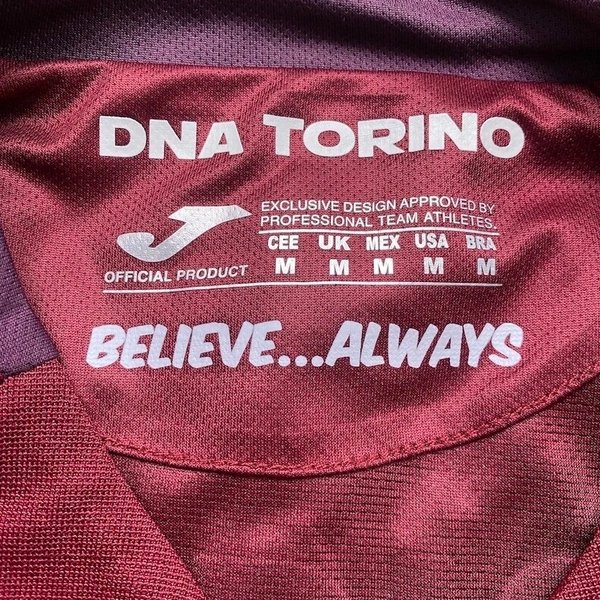 DNA TORINO
EXCLUSIVE DESIGN APPROVED BY
PROFESSIONAL TEAM ATHLETES.
CEE UK MEX USA BRA
M M M M M
OFFICIAL PRODUCT
BELIEVE...ALWAYS